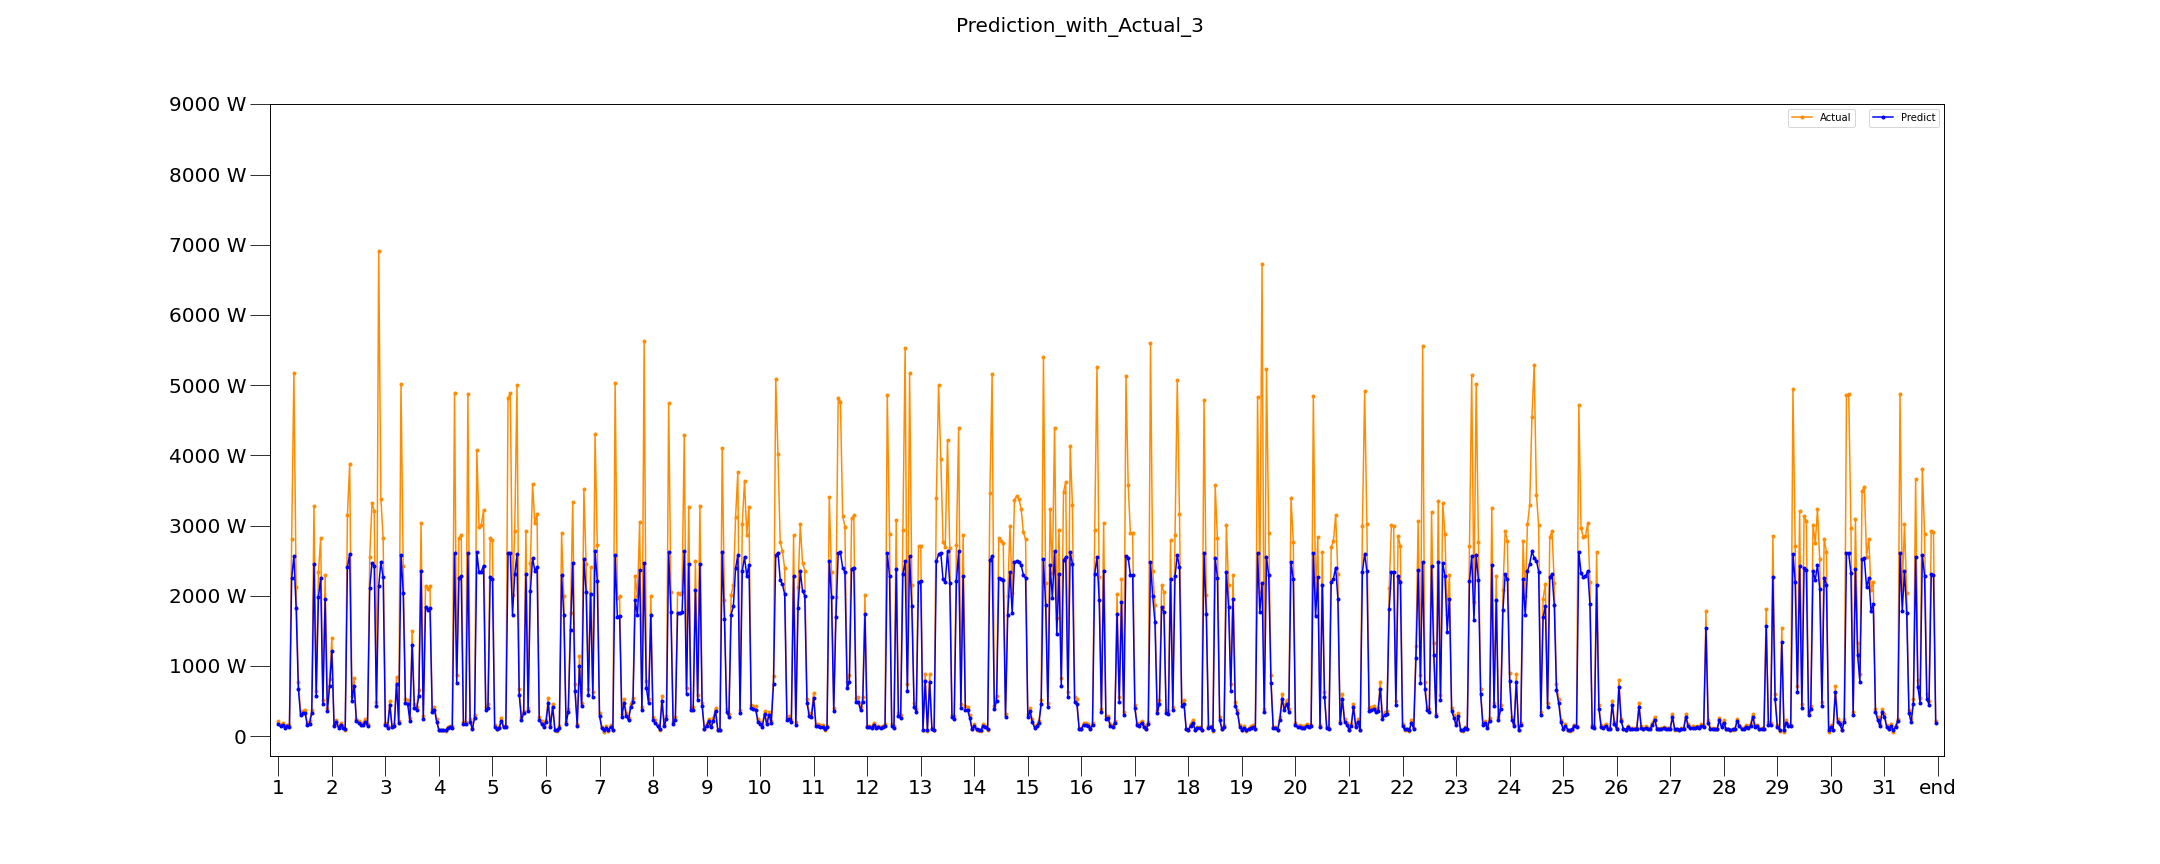 Prediction_with_Actual_3
Actual Predict
9000 W
8000 W
7000 W
6000 W
5000 W
4000 W
3000 W
2000 W
1000 W
0
1 2 3 4 5 6 7 8 9 10 11 12 13 14 15 16 17 18 19 20 21 22 23 24 25 26 27 28 29 30 31 end